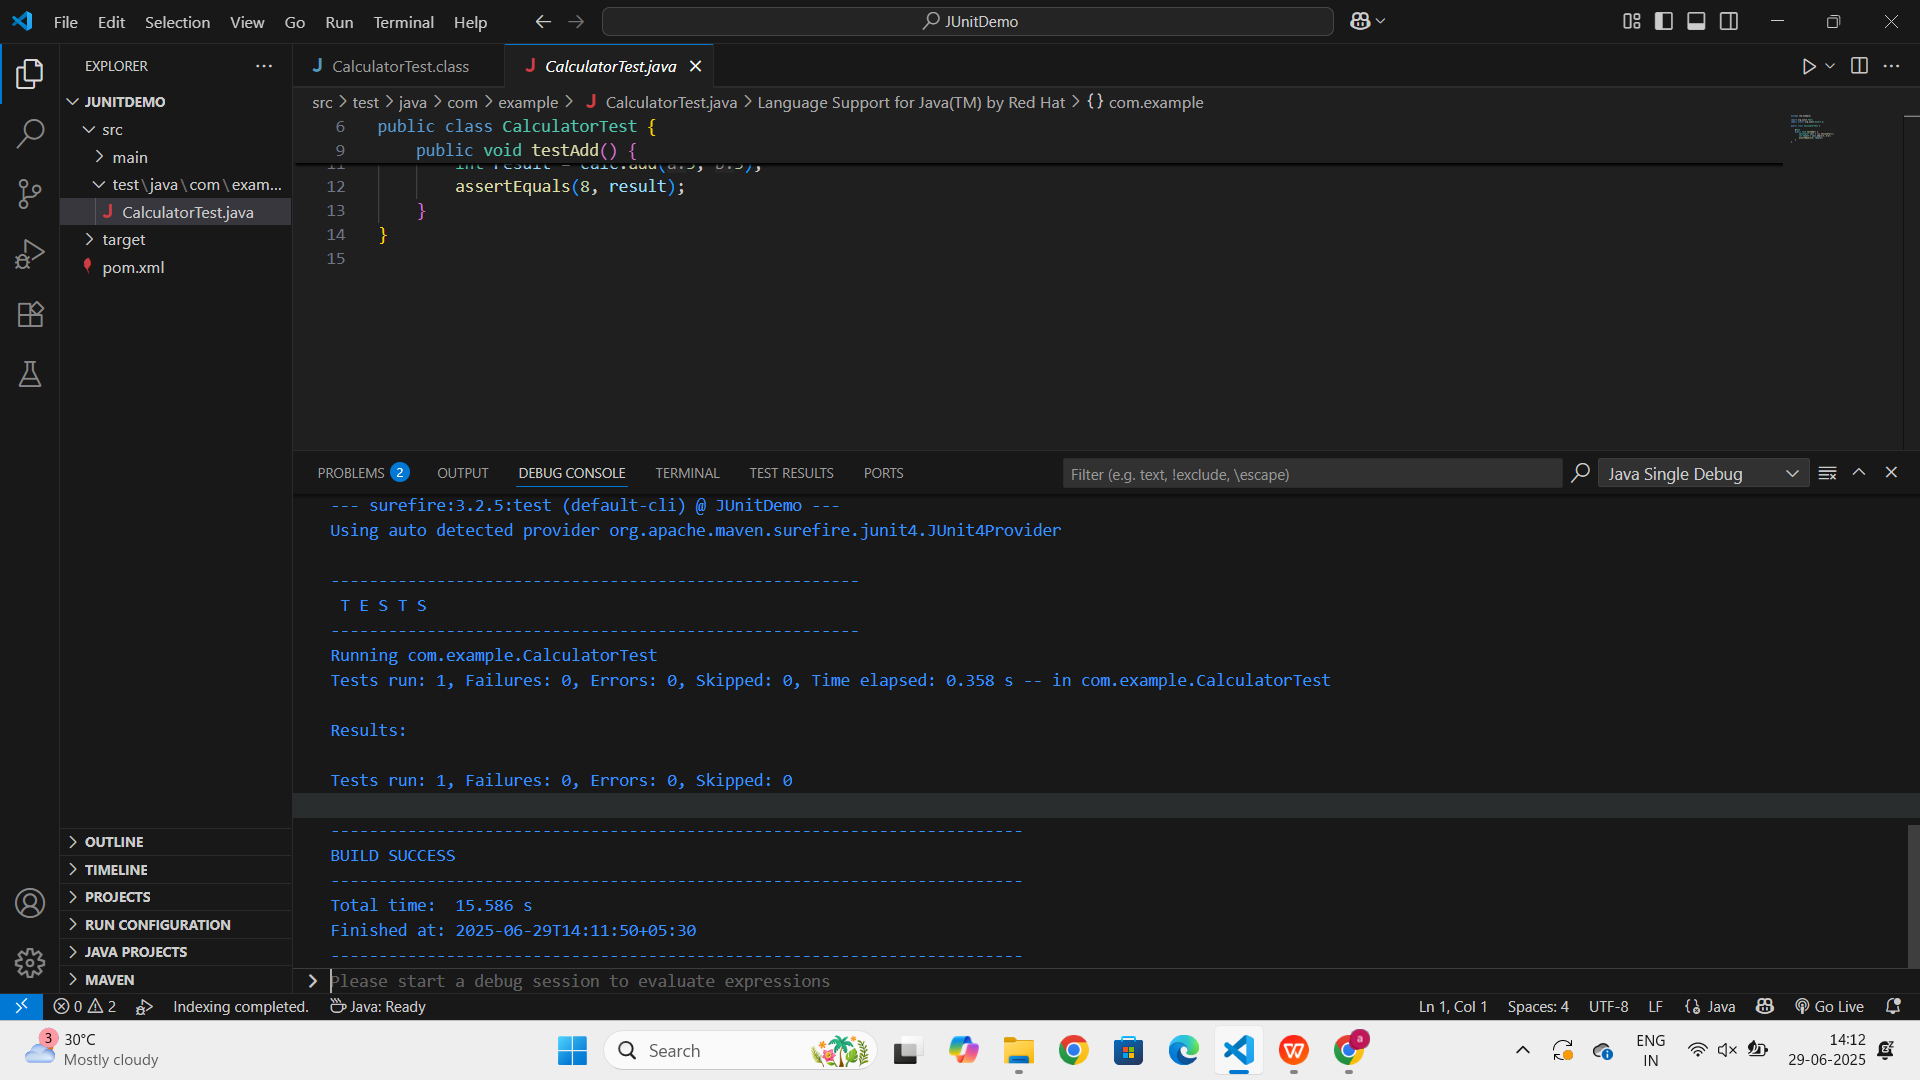 File Edit Selection View Go Run Terminal Help
JUnitDemo
EXPLORER
JUNITDEMO
src
main
test\java\com\exam...
CalculatorTest.java
target
pom.xml
OUTLINE
TIMELINE
PROJECTS
RUN CONFIGURATION
JAVA PROJECTS
MAVEN
CalculatorTest.class
CalculatorTest.java
src > test > java > com > example > CalculatorTest.java > Language Support for Java(TM) by Red Hat > {} com.example
6 public class CalculatorTest {
9 public void testAdd() {
11 int result = calc.add(a:5, b:3);
12 assertEquals(8, result);
13 }
14 }
15
PROBLEMS 2 OUTPUT DEBUG CONSOLE TERMINAL TEST RESULTS PORTS
Filter (e.g. text, !exclude, \escape)
Java Single Debug
--- surefire:3.2.5:test (default-cli) @ JUnitDemo ---
Using auto detected provider org.apache.maven.surefire.junit4.JUnit4Provider
-------------------------------------------------------
T E S T S
-------------------------------------------------------
Running com.example.CalculatorTest
Tests run: 1, Failures: 0, Errors: 0, Skipped: 0, Time elapsed: 0.358 s -- in com.example.CalculatorTest
Results:
Tests run: 1, Failures: 0, Errors: 0, Skipped: 0
------------------------------------------------------------------------
BUILD SUCCESS
------------------------------------------------------------------------
Total time:  15.586 s
Finished at: 2025-06-29T14:11:50+05:30
------------------------------------------------------------------------
Please start a debug session to evaluate expressions
0 2 Indexing completed. Java: Ready
Ln 1, Col 1 Spaces: 4 UTF-8 LF {} Java Go Live
3
30°C
Mostly cloudy
Search
a
ENG
IN
14:12
29-06-2025